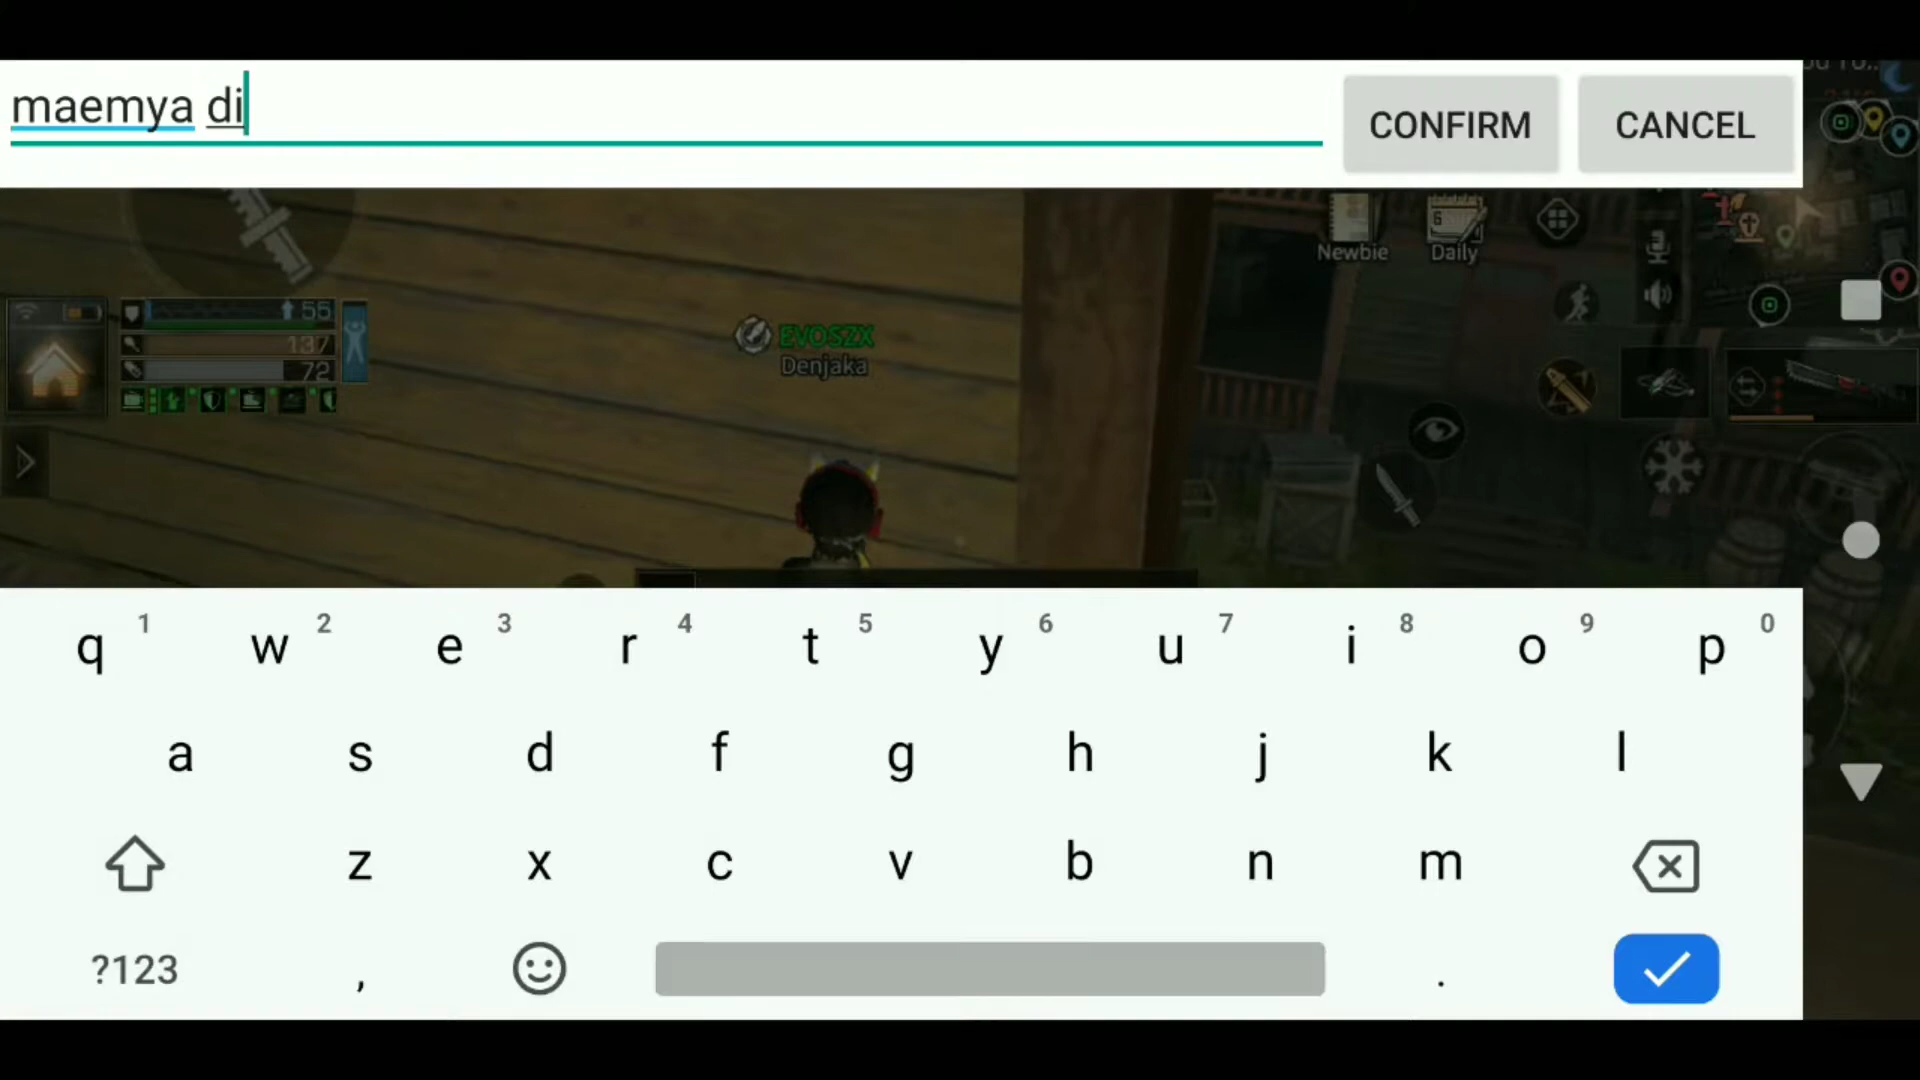 maemya di
CONFIRM
CANCEL
Newbie
6
Daily
55
137
72
EVOSZX
Denjaka
q 1 w 2 e 3 r 4 t 5 y 6 u 7 i 8 o 9 p 0
a s d f g h j k l
z x c v b n m
?123 , .